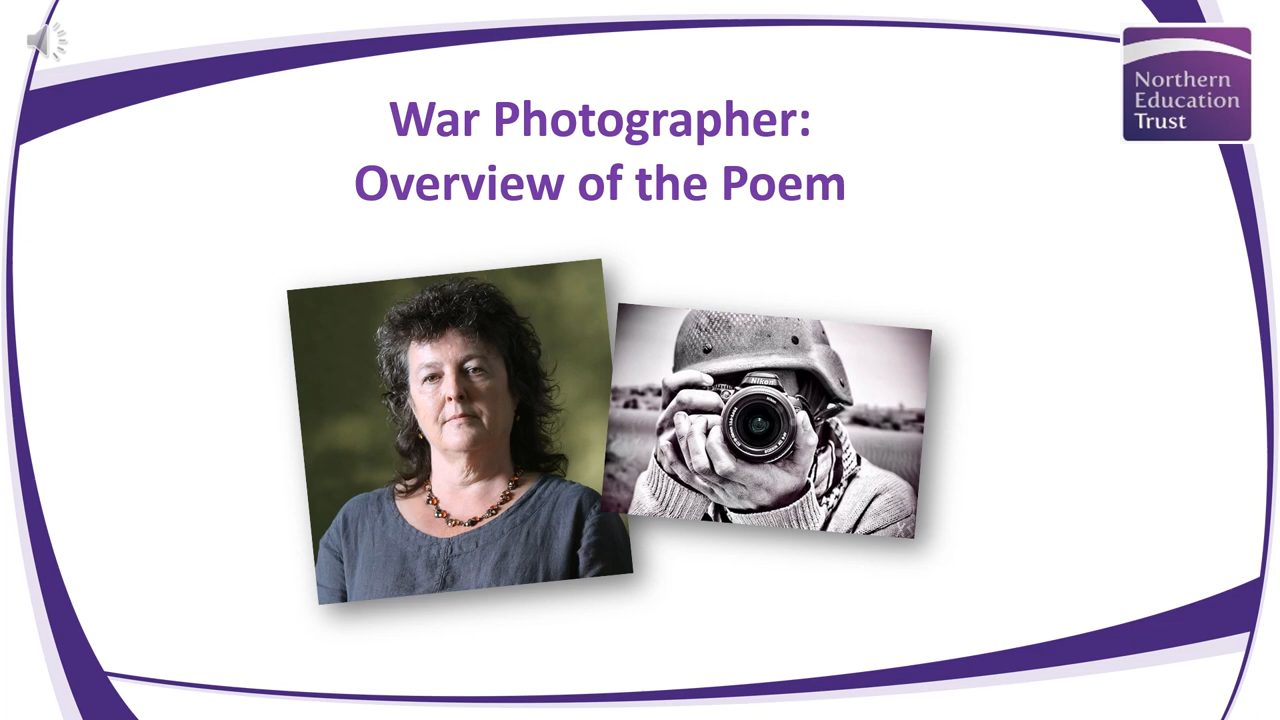 War Photographer:
Overview of the Poem
Northern
Education
Trust
Nikon